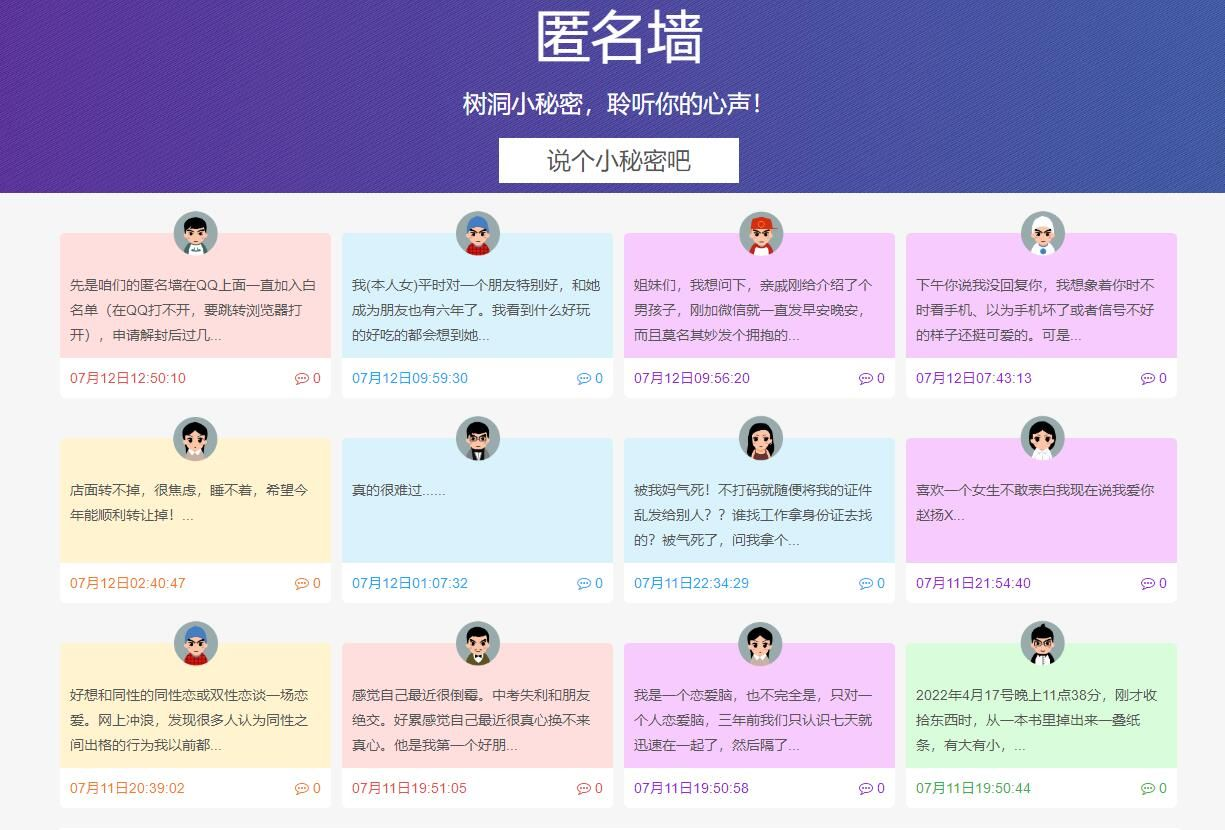 匿名墙
树洞小秘密，聆听你的心声！
说个小秘密吧
先是咱们的匿名墙在QQ上面一直加入白
名单（在QQ打不开，要跳转浏览器打
开），申请解封后过几...
07月12日12:50:10
0
我(本人女)平时对一个朋友特别好，和她
成为朋友也有六年了。我看到什么好玩
的好吃的都会想到她...
07月12日09:59:30
0
姐妹们，我想问下，亲戚刚给介绍了个
男孩子，刚加微信就一直发早安晚安，
而且莫名其妙发个拥抱的...
07月12日09:56:20
0
下午你说我没回复你，我想象着你时不
时看手机、以为手机坏了或者信号不好
的样子还挺可爱的。可是...
07月12日07:43:13
0
店面转不掉，很焦虑，睡不着，希望今
年能顺利转让掉！...
07月12日02:40:47
0
真的很难过......
07月12日01:07:32
0
被我妈气死！不打码就随便将我的证件
乱发给别人？？谁找工作拿身份证去找
的？被气死了，问我拿个...
07月11日22:34:29
0
喜欢一个女生不敢表白我现在说我爱你
赵扬X...
07月11日21:54:40
0
好想和同性的同性恋或双性恋谈一场恋
爱。网上冲浪，发现很多人认为同性之
间出格的行为我以前都...
07月11日20:39:02
0
感觉自己最近很倒霉。中考失利和朋友
绝交。好累感觉自己最近很真心换不来
真心。他是我第一个好朋...
07月11日19:51:05
0
我是一个恋爱脑，也不完全是，只对一
个人恋爱脑，三年前我们只认识七天就
迅速在一起了，然后隔了...
07月11日19:50:58
0
2022年4月17号晚上11点38分，刚才收
拾东西时，从一本书里掉出来一叠纸
条，有大有小，...
07月11日19:50:44
0